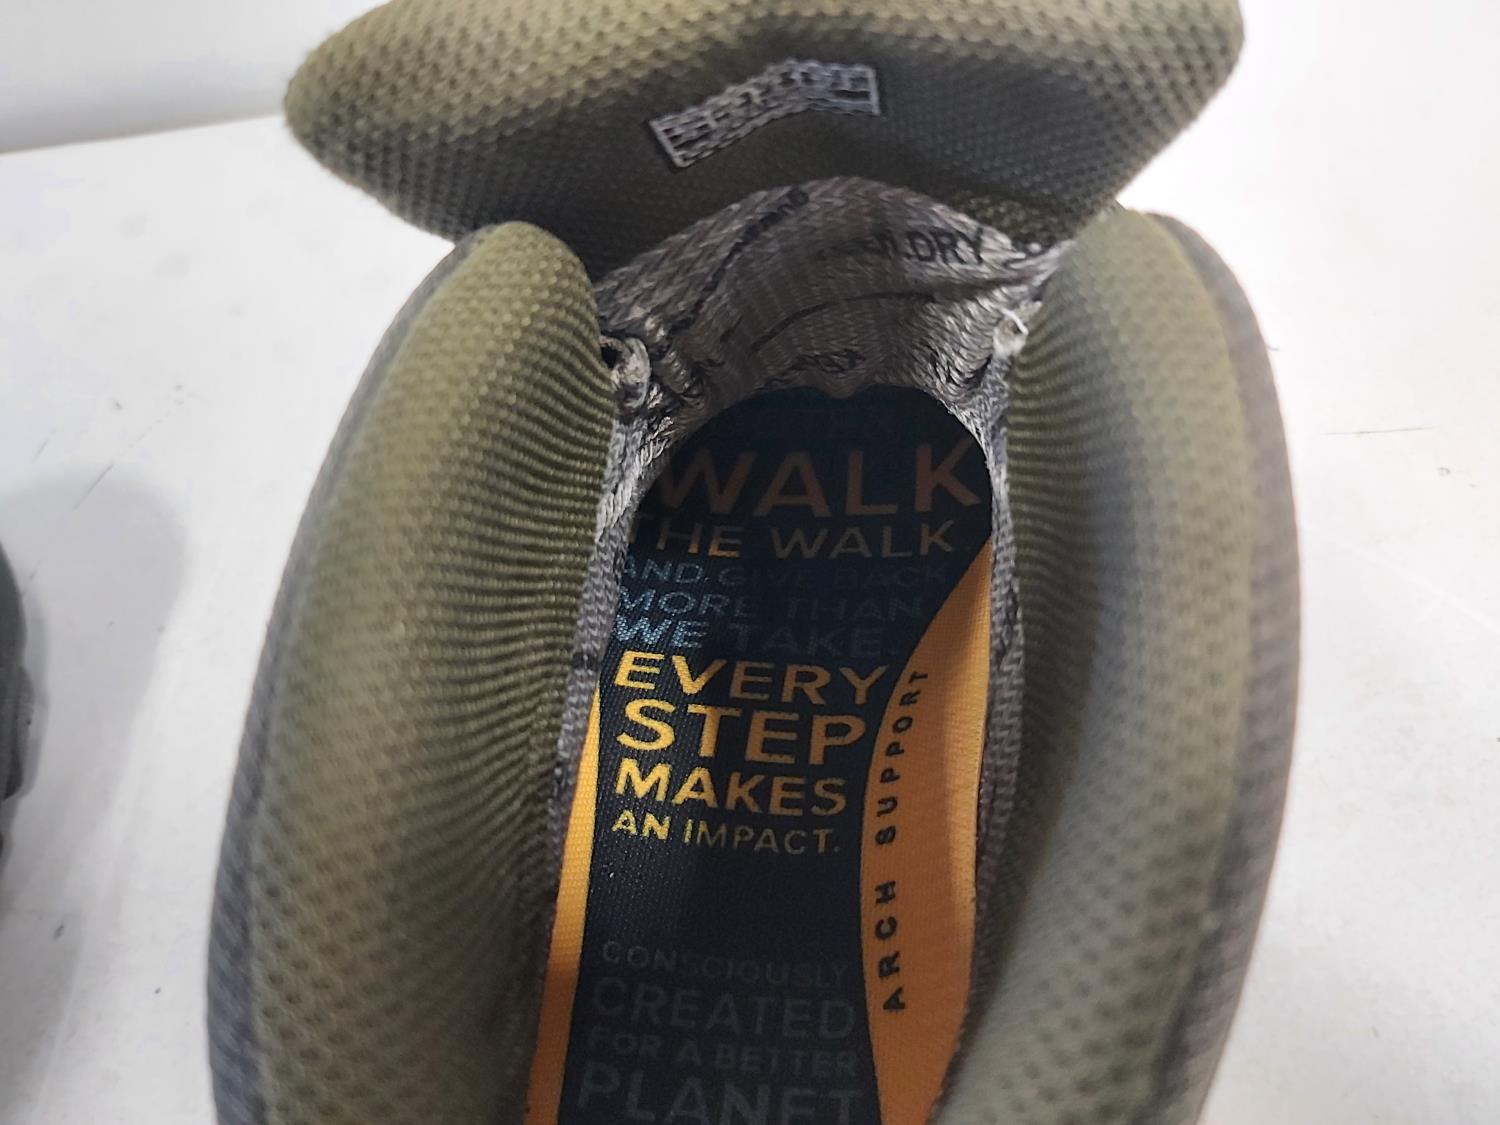 .DRY
WALK
THE WALK.
AND GIVE BACK
MORE THAN
WE TAKE.
EVERY
STEP
MAKES
AN IMPACT.
ARCH SUPPORT
CONSCIOUSLY
CREATED
FOR A BETTER
PLANET